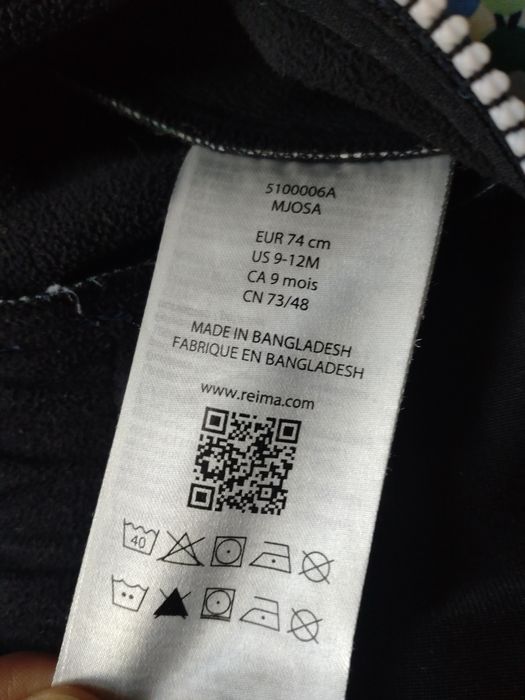 5100006A
MJOSA
EUR 74 cm
US 9-12M
CA 9 mois
CN 73/48
MADE IN BANGLADESH
FABRIQUE EN BANGLADESH
www.reima.com
40